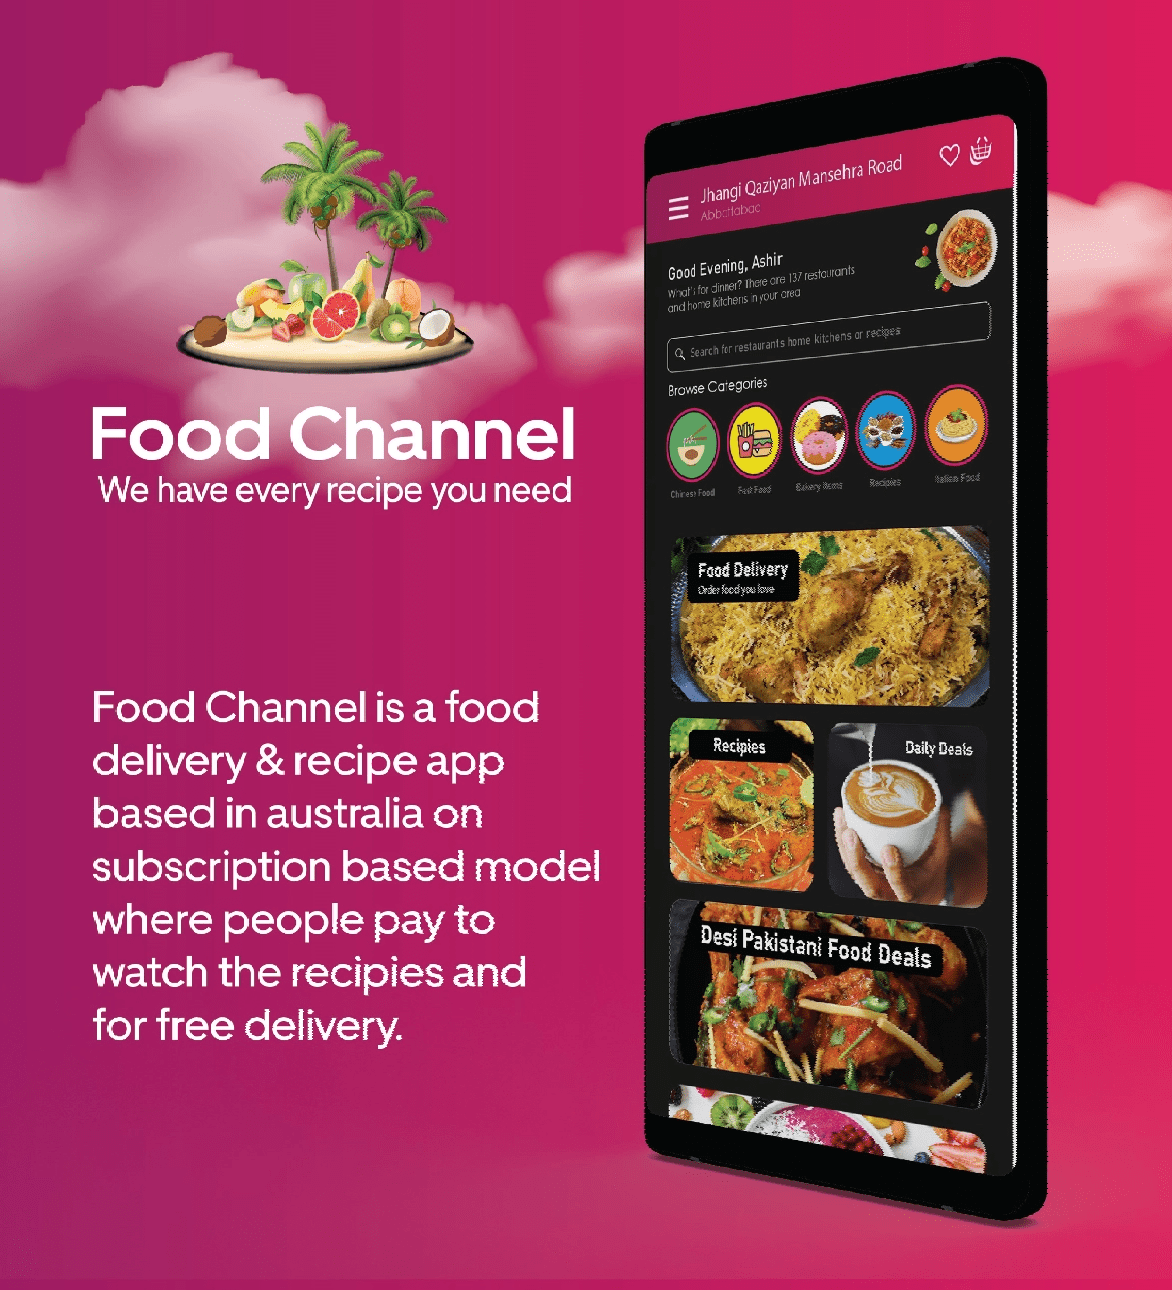 Food Channel
We have every recipe you need
Food Channel is a food
delivery & recipe app
based in australia on
subscription based model
where people pay to
watch the recipies and
for free delivery.
Jhangi Qaziyan Mansehra Road
Abbottabad
Good Evening, Ashir
What's for dinner? There are 137 restaurants
and home kitchens in your area
Search for restaurants home kitchens or recipes
Browse Categories
Chinese Food
Fast Food
Bakery Items
Recipies
Italian Food
Food Delivery
Order food you love
Recipies
Daily Deals
Desi Pakistani Food Deals